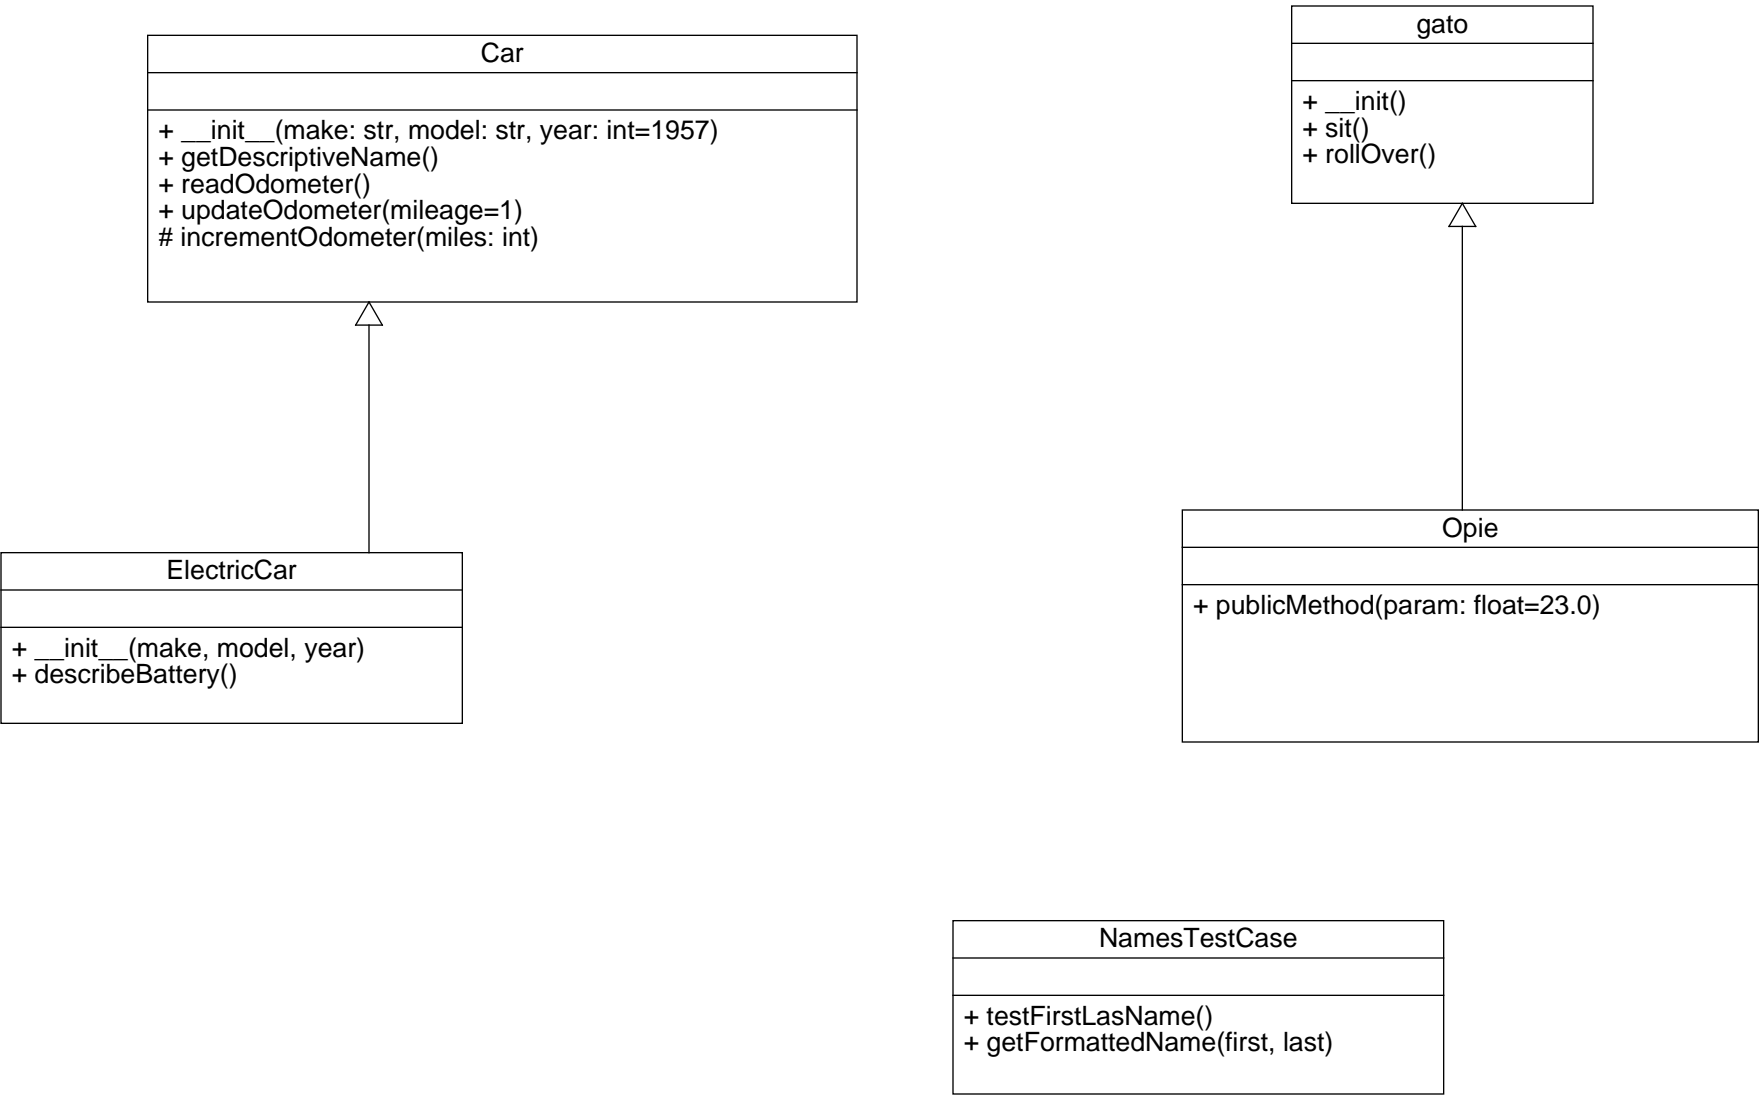 Car
+ __init__(make: str, model: str, year: int=1957)
+ getDescriptiveName()
+ readOdometer()
+ updateOdometer(mileage=1)
# incrementOdometer(miles: int)
gato
+ __init()
+ sit()
+ rollOver()
ElectricCar
+ __init__(make, model, year)
+ describeBattery()
Opie
+ publicMethod(param: float=23.0)
NamesTestCase
+ testFirstLasName()
+ getFormattedName(first, last)